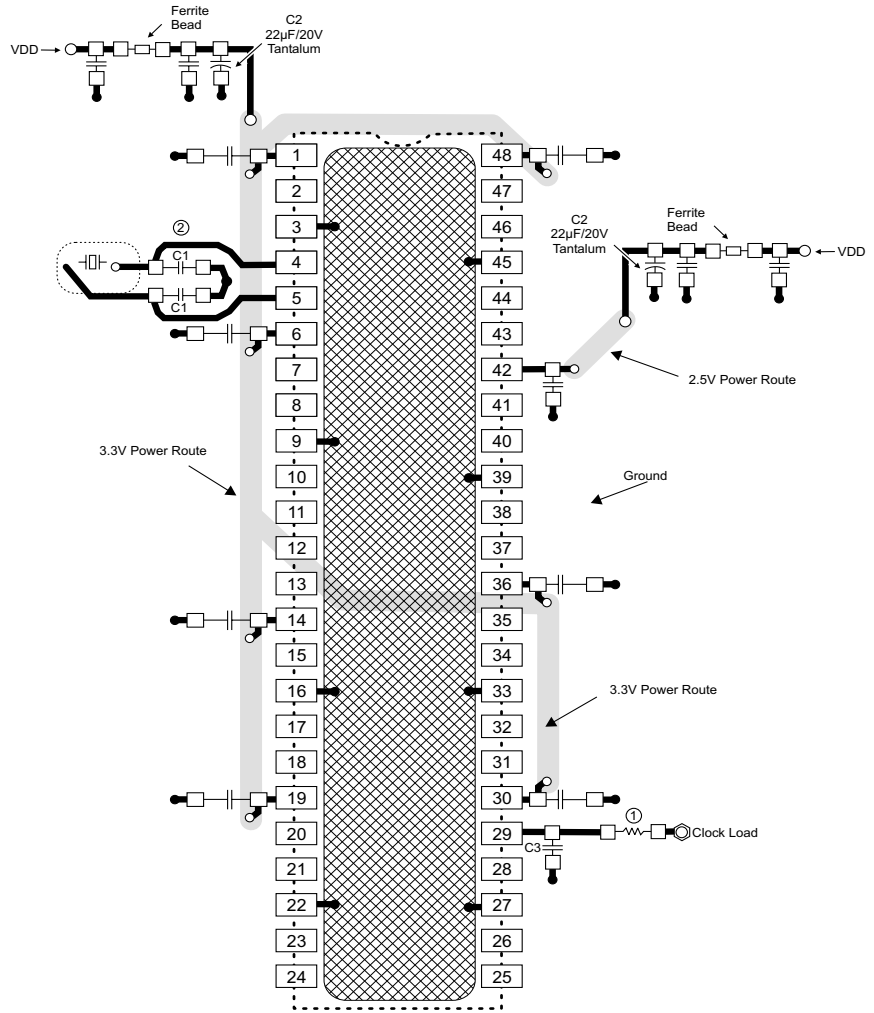 Ferrite
Bead
C2
22µF/20V
Tantalum
VDD
1
2
3
4
5
6
7
8
9
10
11
12
13
14
15
16
17
18
19
20
21
22
23
24
48
47
46
45
44
43
42
41
40
39
38
37
36
35
34
33
32
31
30
29
28
27
26
25
②
C1
C1
C2
22µF/20V
Tantalum
Ferrite
Bead
VDD
2.5V Power Route
3.3V Power Route
Ground
3.3V Power Route
①
Clock Load
C3